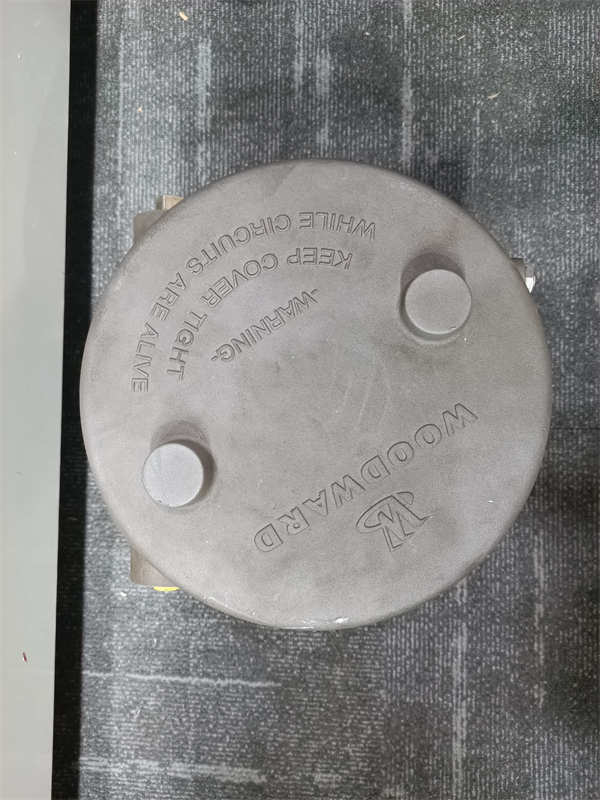 WOODWARD
-WARNING-
KEEP COVER TIGHT
WHILE CIRCUITS ARE ALIVE